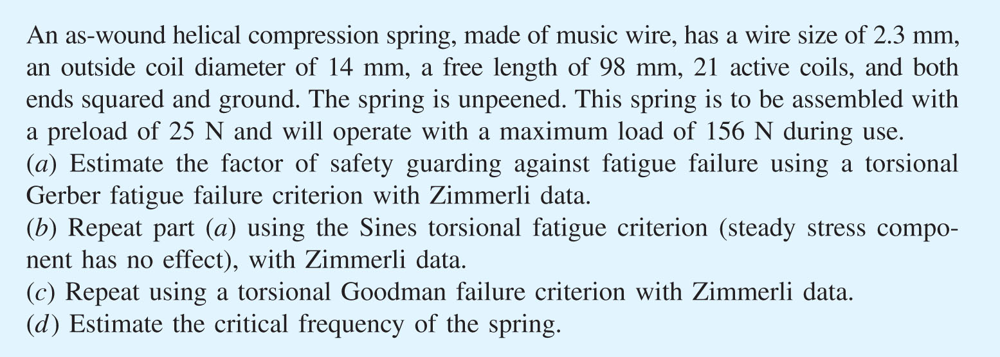 An as-wound helical compression spring, made of music wire, has a wire size of 2.3 mm,
an outside coil diameter of 14 mm, a free length of 98 mm, 21 active coils, and both
ends squared and ground. The spring is unpeened. This spring is to be assembled with
a preload of 25 N and will operate with a maximum load of 156 N during use.
(a) Estimate the factor of safety guarding against fatigue failure using a torsional
Gerber fatigue failure criterion with Zimmerli data.
(b) Repeat part (a) using the Sines torsional fatigue criterion (steady stress compo-
nent has no effect), with Zimmerli data.
(c) Repeat using a torsional Goodman failure criterion with Zimmerli data.
(d) Estimate the critical frequency of the spring.